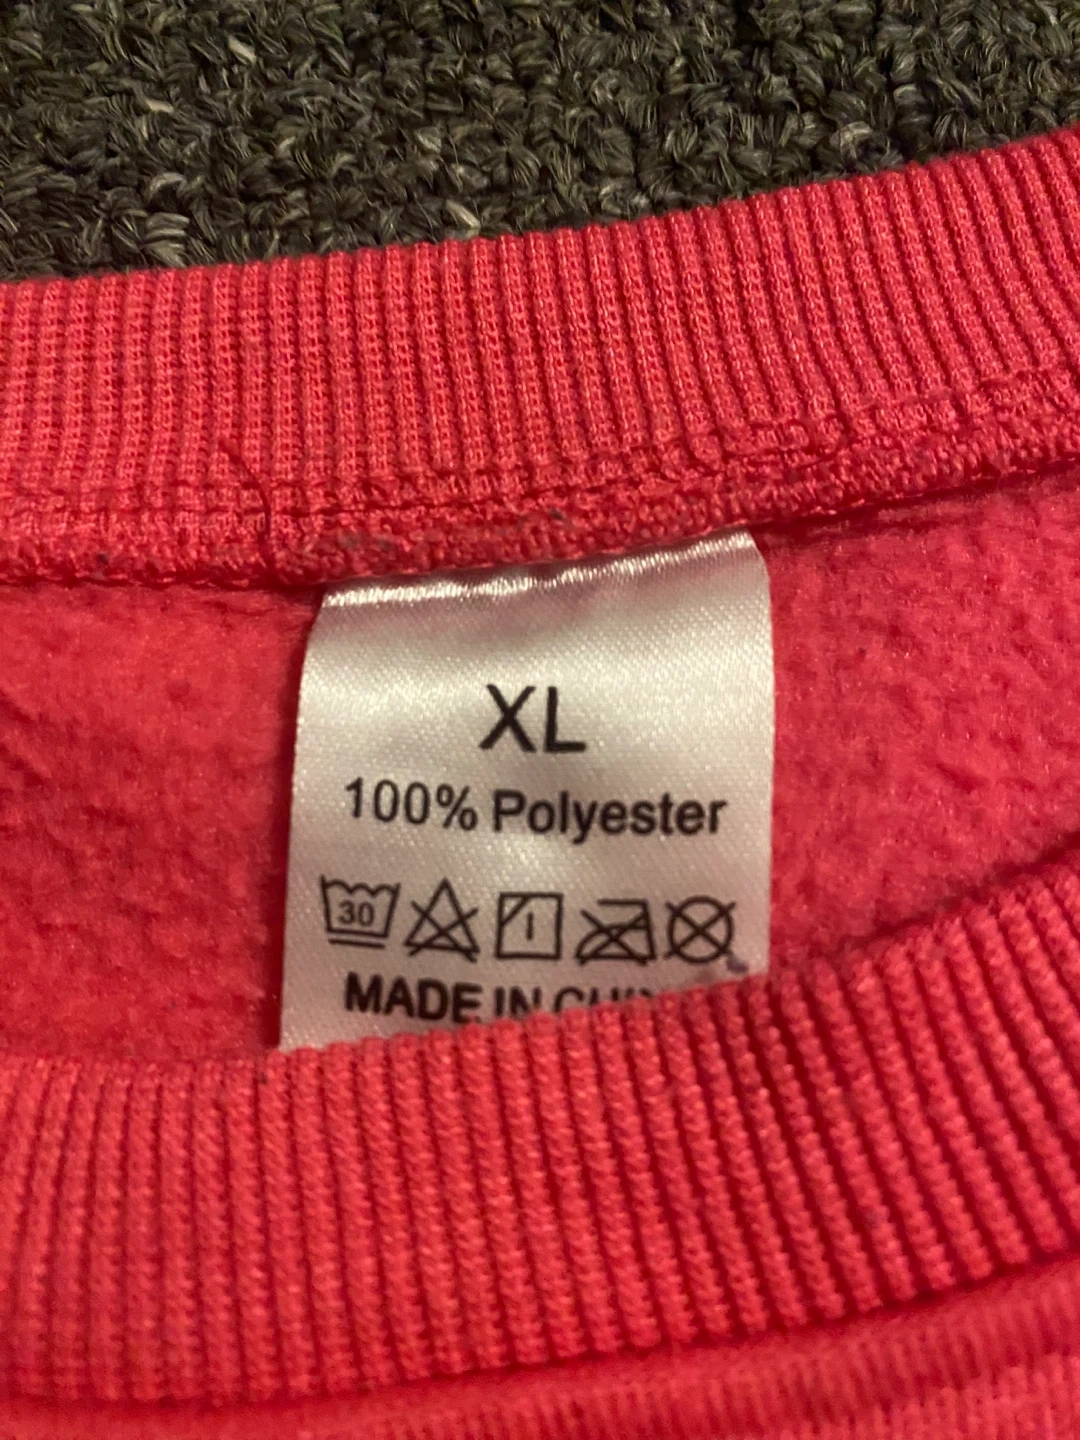 XL
100% Polyester
30
MADE IN